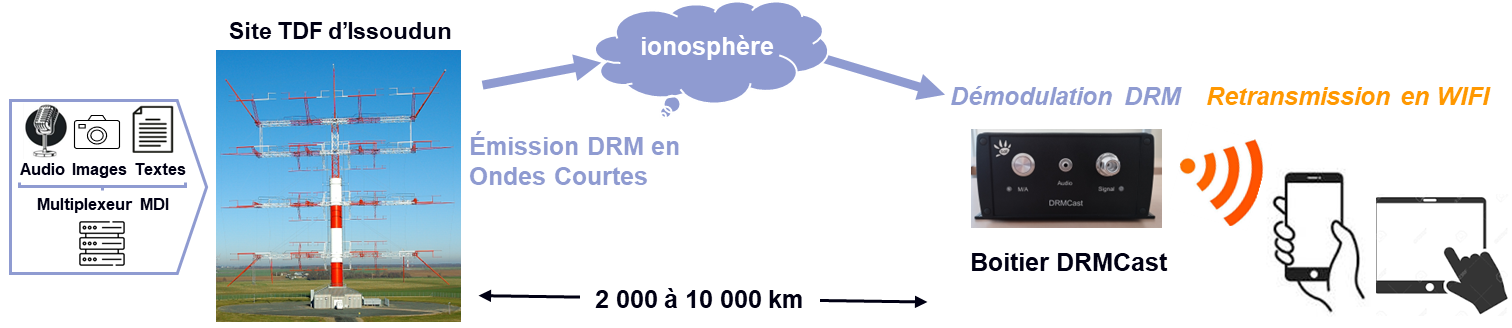 Site TDF d’Issoudun
ionosphère
Démodulation DRM
Retransmission en WIFI
Audio Images Textes
Multiplexeur MDI
Émission DRM en
Ondes Courtes
M/A
Audio
Signal
DRMCast
Boitier DRMCast
2 000 à 10 000 km